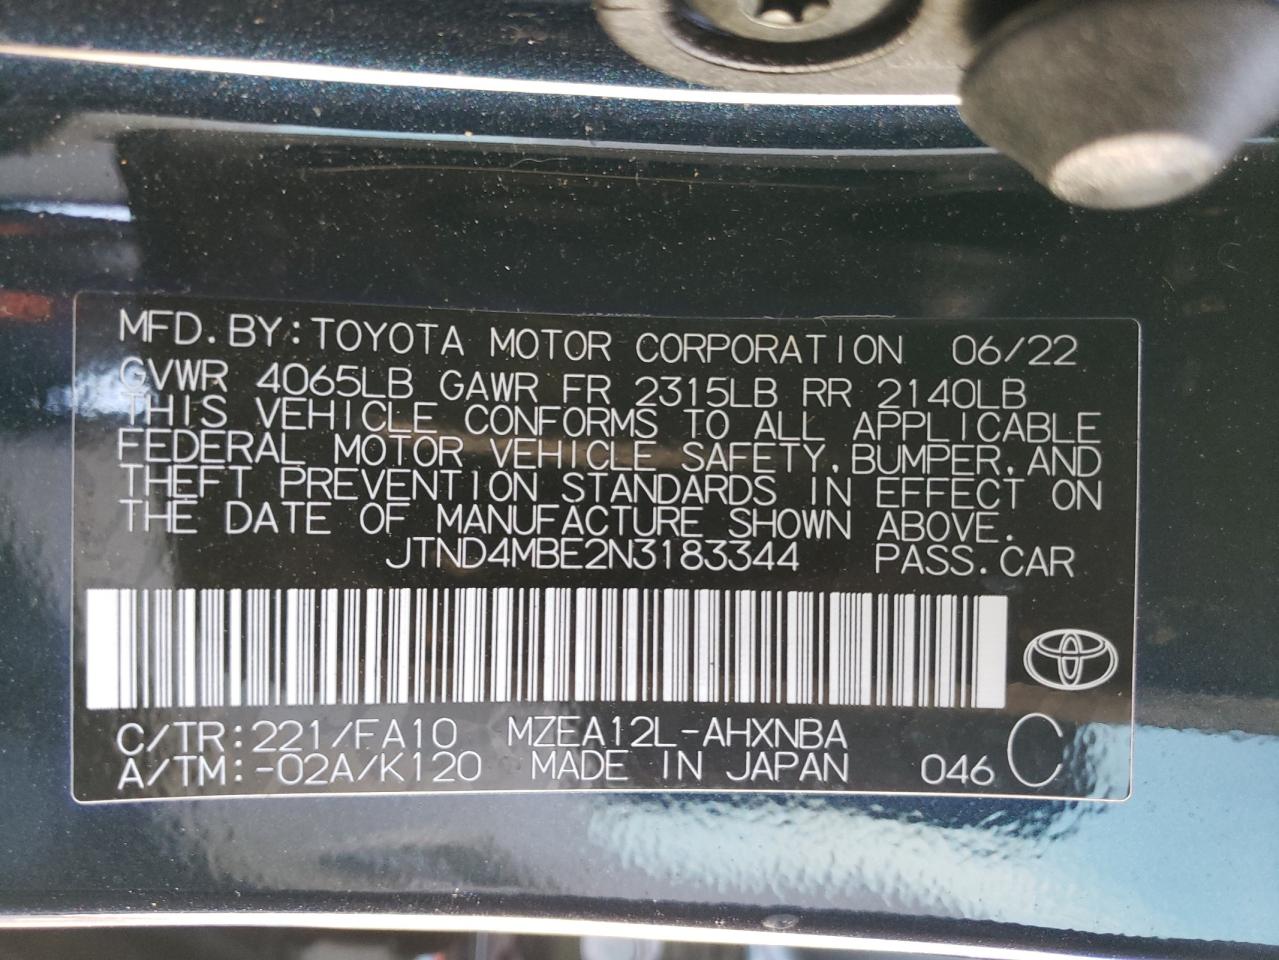 MFD. BY: TOYOTA MOTOR CORPORATION 06/22
GVWR 4065LB GAWR FR 2315LB RR 2140LB
THIS VEHICLE CONFORMS TO ALL APPLICABLE
FEDERAL MOTOR VEHICLE SAFETY, BUMPER, AND
THEFT PREVENTION STANDARDS IN EFFECT ON
THE DATE OF MANUFACTURE SHOWN ABOVE.
JTND4MBE2N3183344 PASS. CAR
C/TR: 221/FA10 MZEA12L-AHXNBA
A/TM: -02A/K120 MADE IN JAPAN 046 C